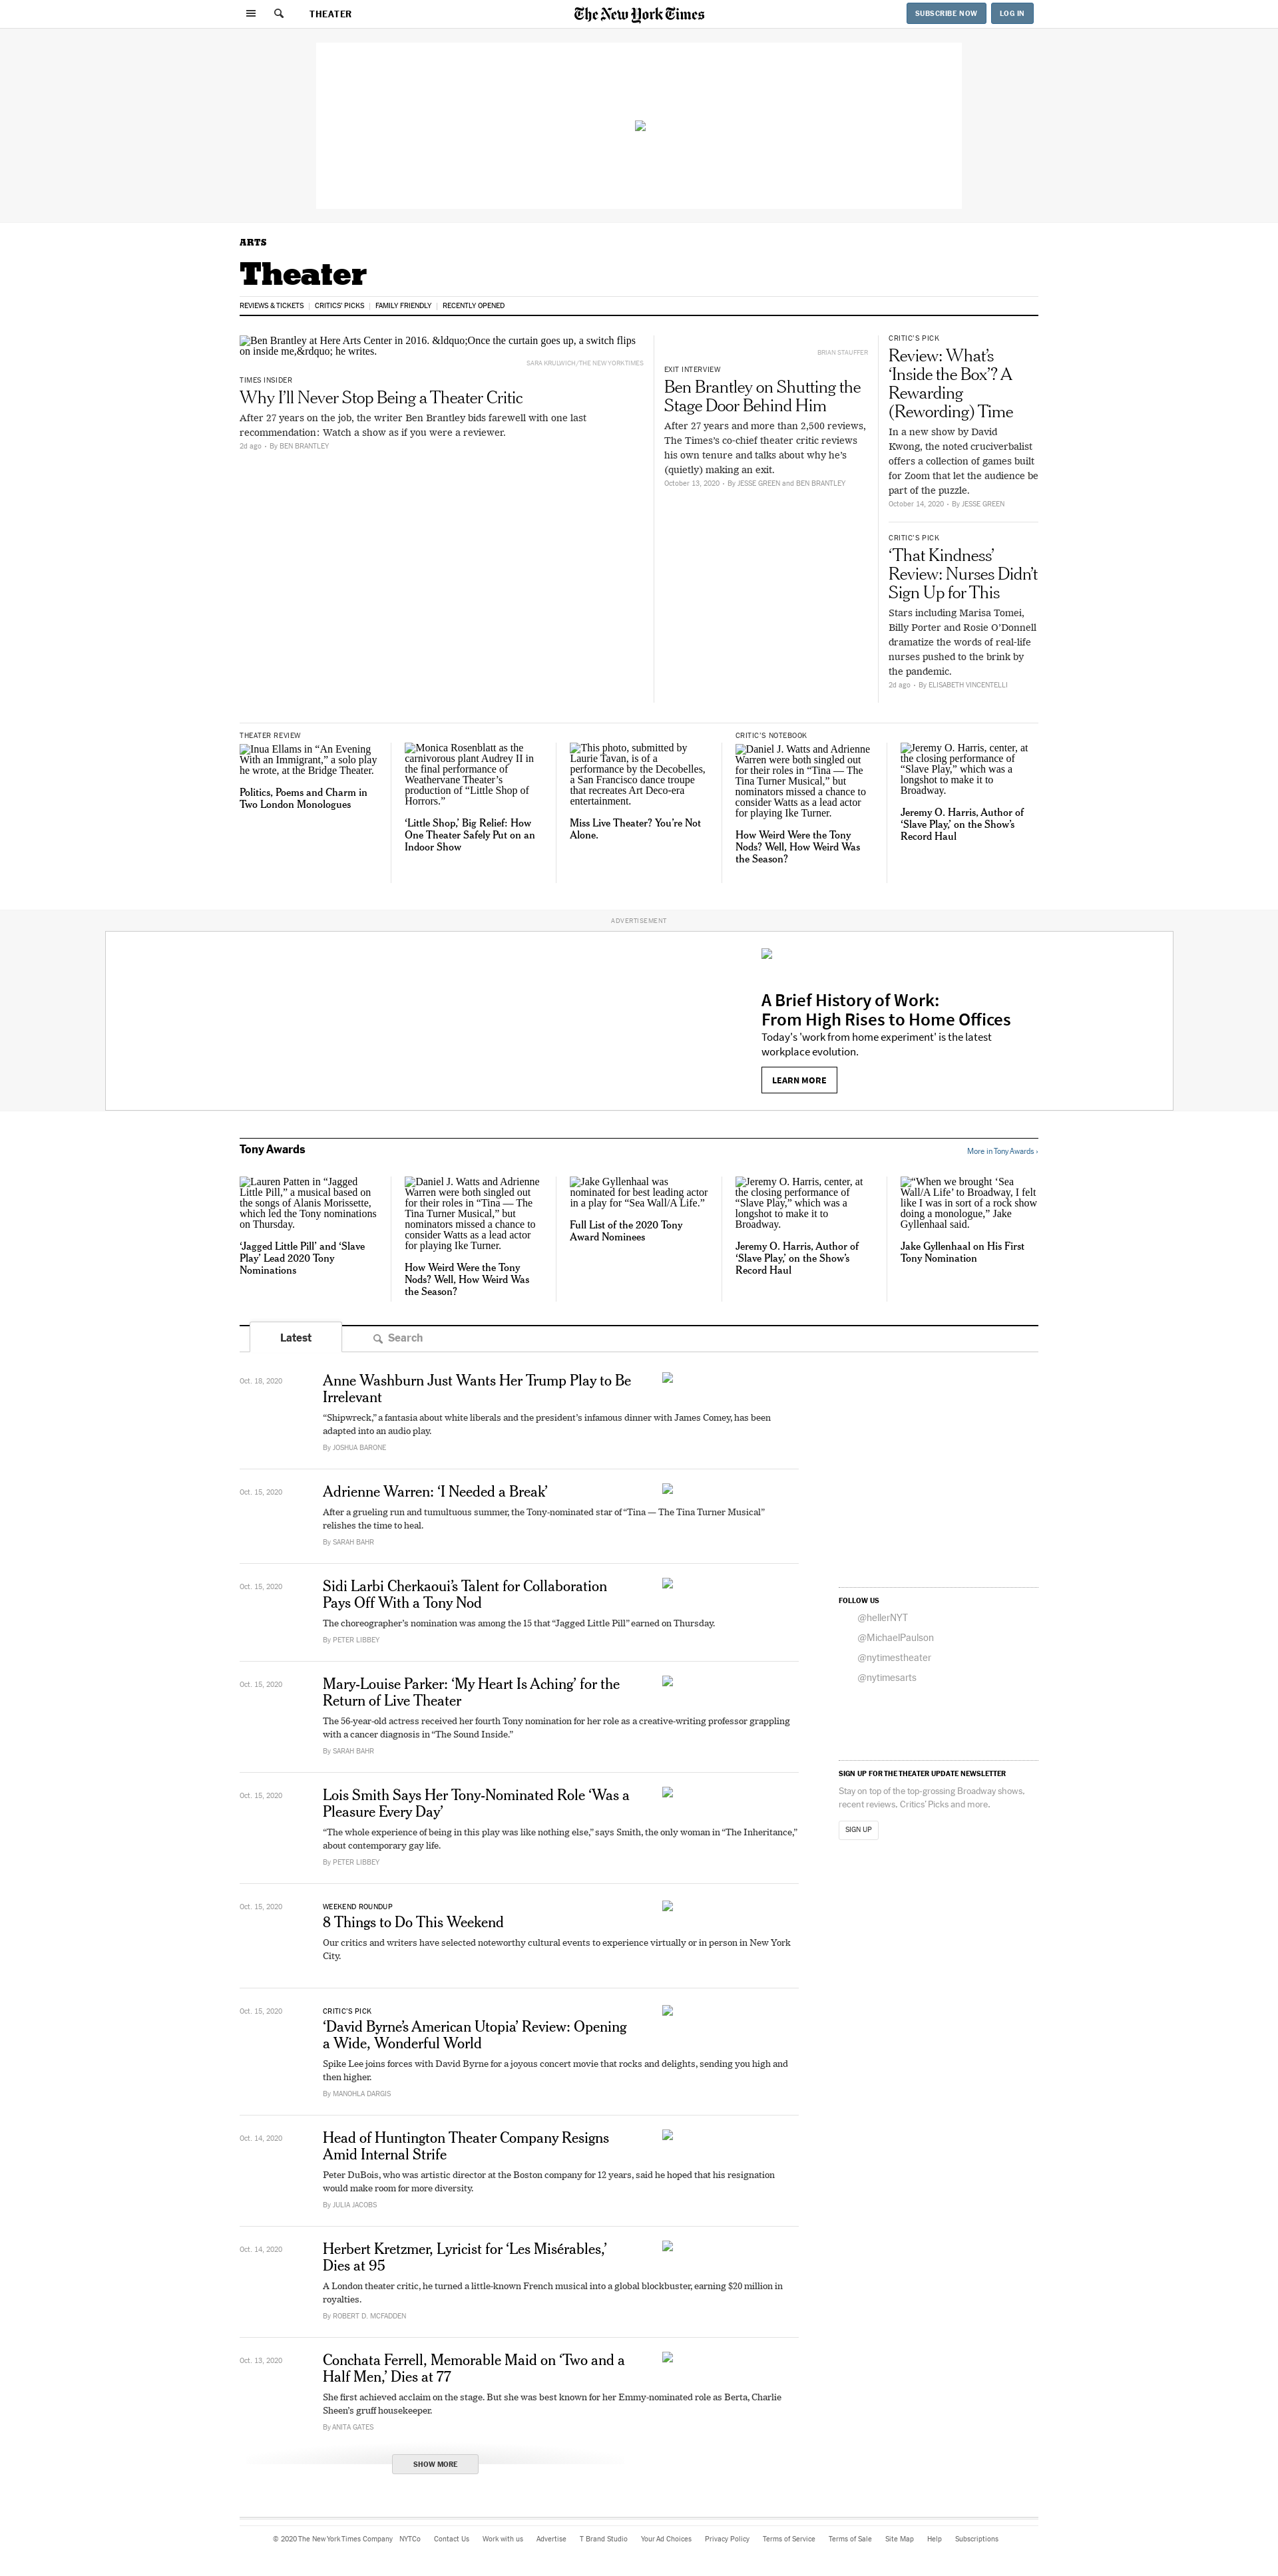 THEATER
The New York Times
SUBSCRIBE NOW
LOG IN
ARTS
Theater
REVIEWS & TICKETS | CRITICS' PICKS | FAMILY FRIENDLY | RECENTLY OPENED
Ben Brantley at Here Arts Center in 2016. &ldquo;Once the curtain goes up, a switch flips
on inside me,&rdquo; he writes.
SARA KRULWICH/THE NEW YORK TIMES
TIMES INSIDER
Why I’ll Never Stop Being a Theater Critic
After 27 years on the job, the writer Ben Brantley bids farewell with one last
recommendation: Watch a show as if you were a reviewer.
2d ago • By BEN BRANTLEY
BRIAN STAUFFER
EXIT INTERVIEW
Ben Brantley on Shutting the
Stage Door Behind Him
After 27 years and more than 2,500 reviews,
The Times’s co-chief theater critic reviews
his own tenure and talks about why he’s
(quietly) making an exit.
October 13, 2020 • By JESSE GREEN and BEN BRANTLEY
CRITIC’S PICK
Review: What’s
‘Inside the Box’? A
Rewarding
(Rewording) Time
In a new show by David
Kwong, the noted cruciverbalist
offers a collection of games built
for Zoom that let the audience be
part of the puzzle.
October 14, 2020 • By JESSE GREEN
CRITIC’S PICK
‘That Kindness’
Review: Nurses Didn’t
Sign Up for This
Stars including Marisa Tomei,
Billy Porter and Rosie O’Donnell
dramatize the words of real-life
nurses pushed to the brink by
the pandemic.
2d ago • By ELISABETH VINCENTELLI
THEATER REVIEW
Inua Ellams in “An Evening
With an Immigrant,” a solo play
he wrote, at the Bridge Theater.
Politics, Poems and Charm in
Two London Monologues
Monica Rosenblatt as the
carnivorous plant Audrey II in
the final performance of
Weathervane Theater’s
production of “Little Shop of
Horrors.”
‘Little Shop,’ Big Relief: How
One Theater Safely Put on an
Indoor Show
This photo, submitted by
Laurie Tavan, is of a
performance by the Decobelles,
a San Francisco dance troupe
that recreates Art Deco-era
entertainment.
Miss Live Theater? You’re Not
Alone.
CRITIC’S NOTEBOOK
Daniel J. Watts and Adrienne
Warren were both singled out
for their roles in “Tina — The
Tina Turner Musical,” but
nominators missed a chance to
consider Watts as a lead actor
for playing Ike Turner.
How Weird Were the Tony
Nods? Well, How Weird Was
the Season?
Jeremy O. Harris, center, at
the closing performance of
“Slave Play,” which was a
longshot to make it to
Broadway.
Jeremy O. Harris, Author of
‘Slave Play,’ on the Show’s
Record Haul
ADVERTISEMENT
A Brief History of Work:
From High Rises to Home Offices
Today's 'work from home experiment' is the latest
workplace evolution.
LEARN MORE
Tony Awards
More in Tony Awards ›
Lauren Patten in “Jagged
Little Pill,” a musical based on
the songs of Alanis Morissette,
which led the Tony nominations
on Thursday.
‘Jagged Little Pill’ and ‘Slave
Play’ Lead 2020 Tony
Nominations
Daniel J. Watts and Adrienne
Warren were both singled out
for their roles in “Tina — The
Tina Turner Musical,” but
nominators missed a chance to
consider Watts as a lead actor
for playing Ike Turner.
How Weird Were the Tony
Nods? Well, How Weird Was
the Season?
Jake Gyllenhaal was
nominated for best leading actor
in a play for “Sea Wall/A Life.”
Full List of the 2020 Tony
Award Nominees
Jeremy O. Harris, center, at
the closing performance of
“Slave Play,” which was a
longshot to make it to
Broadway.
Jeremy O. Harris, Author of
‘Slave Play,’ on the Show’s
Record Haul
“When we brought ‘Sea
Wall/A Life’ to Broadway, I felt
like I was in sort of a rock show
doing a monologue,” Jake
Gyllenhaal said.
Jake Gyllenhaal on His First
Tony Nomination
Latest
Search
Oct. 18, 2020
Anne Washburn Just Wants Her Trump Play to Be
Irrelevant
“Shipwreck,” a fantasia about white liberals and the president’s infamous dinner with James Comey, has been
adapted into an audio play.
By JOSHUA BARONE
Oct. 15, 2020
Adrienne Warren: ‘I Needed a Break’
After a grueling run and tumultuous summer, the Tony-nominated star of “Tina — The Tina Turner Musical”
relishes the time to heal.
By SARAH BAHR
Oct. 15, 2020
Sidi Larbi Cherkaoui’s Talent for Collaboration
Pays Off With a Tony Nod
The choreographer’s nomination was among the 15 that “Jagged Little Pill” earned on Thursday.
By PETER LIBBEY
Oct. 15, 2020
Mary-Louise Parker: ‘My Heart Is Aching’ for the
Return of Live Theater
The 56-year-old actress received her fourth Tony nomination for her role as a creative-writing professor grappling
with a cancer diagnosis in “The Sound Inside.”
By SARAH BAHR
Oct. 15, 2020
Lois Smith Says Her Tony-Nominated Role ‘Was a
Pleasure Every Day’
“The whole experience of being in this play was like nothing else,” says Smith, the only woman in “The Inheritance,”
about contemporary gay life.
By PETER LIBBEY
Oct. 15, 2020
WEEKEND ROUNDUP
8 Things to Do This Weekend
Our critics and writers have selected noteworthy cultural events to experience virtually or in person in New York
City.
Oct. 15, 2020
CRITIC’S PICK
‘David Byrne’s American Utopia’ Review: Opening
a Wide, Wonderful World
Spike Lee joins forces with David Byrne for a joyous concert movie that rocks and delights, sending you high and
then higher.
By MANOHLA DARGIS
Oct. 14, 2020
Head of Huntington Theater Company Resigns
Amid Internal Strife
Peter DuBois, who was artistic director at the Boston company for 12 years, said he hoped that his resignation
would make room for more diversity.
By JULIA JACOBS
Oct. 14, 2020
Herbert Kretzmer, Lyricist for ‘Les Misérables,’
Dies at 95
A London theater critic, he turned a little-known French musical into a global blockbuster, earning $20 million in
royalties.
By ROBERT D. MCFADDEN
Oct. 13, 2020
Conchata Ferrell, Memorable Maid on ‘Two and a
Half Men,’ Dies at 77
She first achieved acclaim on the stage. But she was best known for her Emmy-nominated role as Berta, Charlie
Sheen’s gruff housekeeper.
By ANITA GATES
SHOW MORE
FOLLOW US
@hellerNYT
@MichaelPaulson
@nytimestheater
@nytimesarts
SIGN UP FOR THE THEATER UPDATE NEWSLETTER
Stay on top of the top-grossing Broadway shows,
recent reviews, Critics’ Picks and more.
SIGN UP
© 2020 The New York Times Company NYTCo Contact Us Work with us Advertise T Brand Studio Your Ad Choices Privacy Policy Terms of Service Terms of Sale Site Map Help Subscriptions